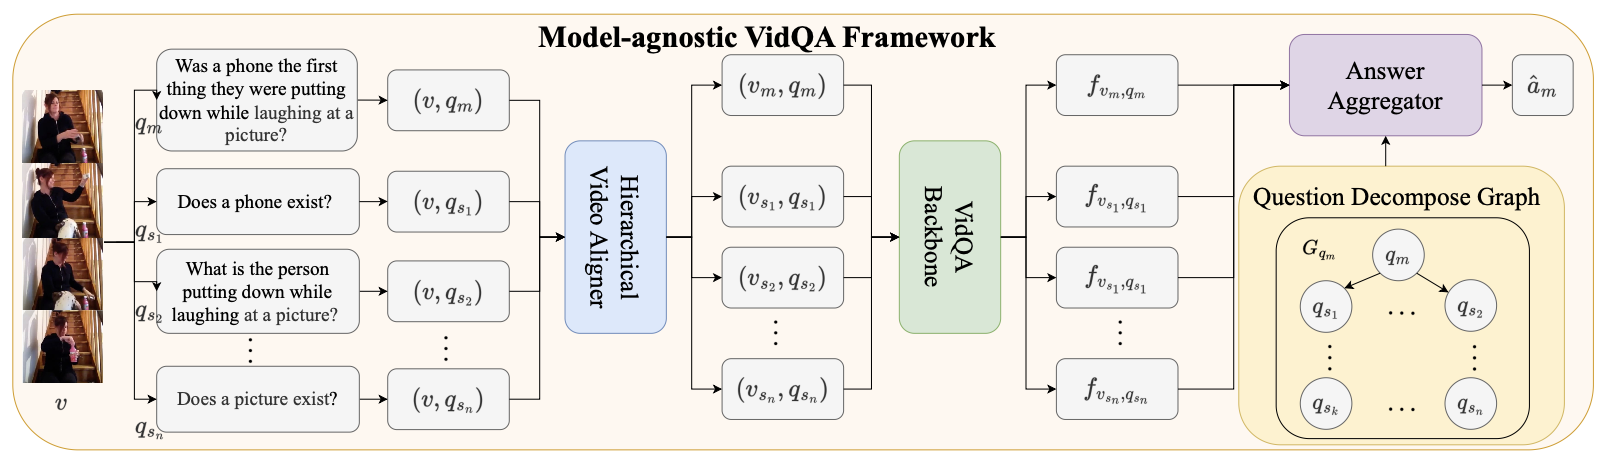 Model-agnostic VidQA Framework
v
q_m
Was a phone the first
thing they were putting
down while laughing at a
picture?
q_{s_1}
Does a phone exist?
q_{s_2}
What is the person
putting down while
laughing at a picture?
⋮
q_{s_n}
Does a picture exist?
(v, q_m)
(v, q_{s_1})
(v, q_{s_2})
⋮
(v, q_{s_n})
Hierarchical
Video Aligner
(v_m, q_m)
(v_{s_1}, q_{s_1})
(v_{s_2}, q_{s_2})
⋮
(v_{s_n}, q_{s_n})
VidQA
Backbone
f_{v_m, q_m}
f_{v_{s_1}, q_{s_1}}
f_{v_{s_1}, q_{s_1}}
⋮
f_{v_{s_n}, q_{s_n}}
Answer
Aggregator
â_m
Question Decompose Graph
G_{q_m}
q_m
q_{s_1} ... q_{s_2}
⋮ ⋮
q_{s_k} ... q_{s_n}